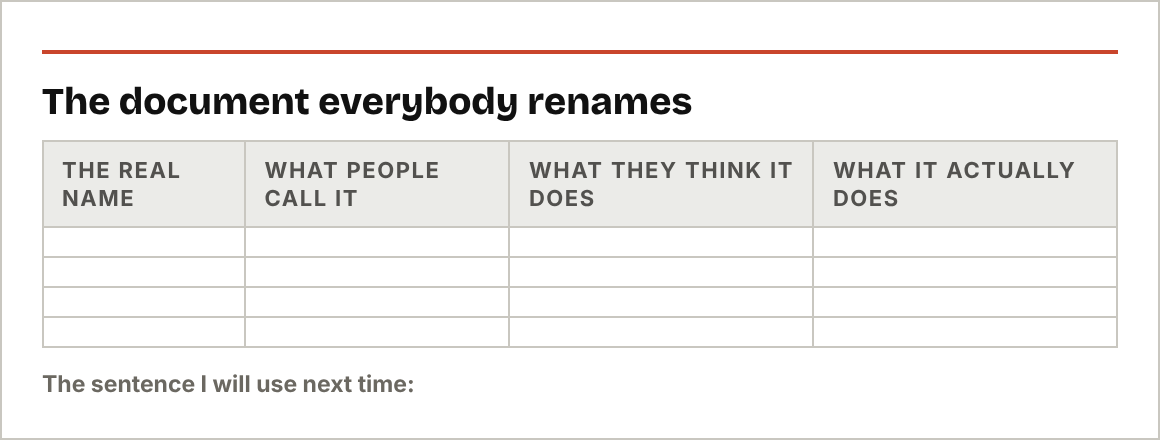 The document everybody renames
THE REAL NAME
WHAT PEOPLE CALL IT
WHAT THEY THINK IT DOES
WHAT IT ACTUALLY DOES
The sentence I will use next time: